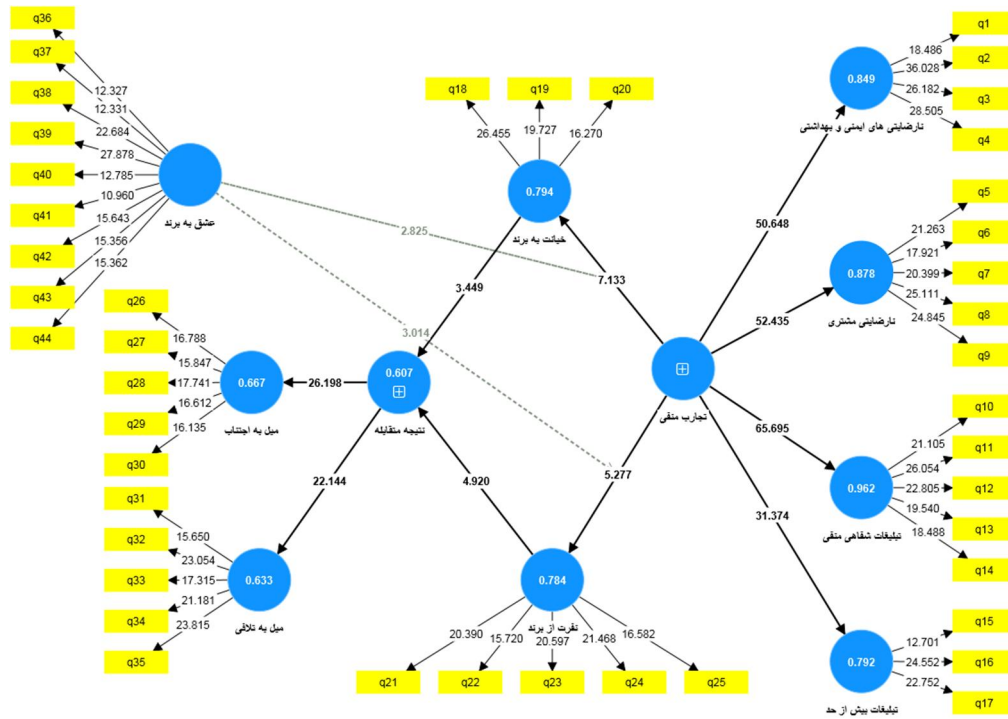 q36
q37
q38
q39
q40
q41
q42
q43
q44
12.327
12.331
22.684
27.878
12.785
10.960
15.643
15.356
15.362
عشق به برند
q18
q19
q20
26.455
19.727
16.270
0.794
خیانت به برند
2.825
7.133
3.449
3.014
q26
q27
q28
q29
q30
16.788
15.847
17.741
16.612
16.135
0.667
میل به اجتناب
26.198
0.607
نتیجه متقابله
22.144
4.920
5.277
q31
q32
q33
q34
q35
15.650
23.054
17.315
21.181
23.815
0.633
میل به تلافی
0.784
نفرت از برند
20.390
15.720
20.597
21.468
16.582
q21
q22
q23
q24
q25
تجارب منفی
50.648
52.435
65.695
31.374
0.849
نارضایتی های ایمنی و بهداشتی
18.486
36.028
26.182
28.505
q1
q2
q3
q4
0.878
نارضایتی مشتری
21.263
17.921
20.399
25.111
24.845
q5
q6
q7
q8
q9
0.962
تبلیغات شفاهی منفی
21.105
26.054
22.805
19.540
18.488
q10
q11
q12
q13
q14
0.792
تبلیغات بیش از حد
12.701
24.552
22.752
q15
q16
q17